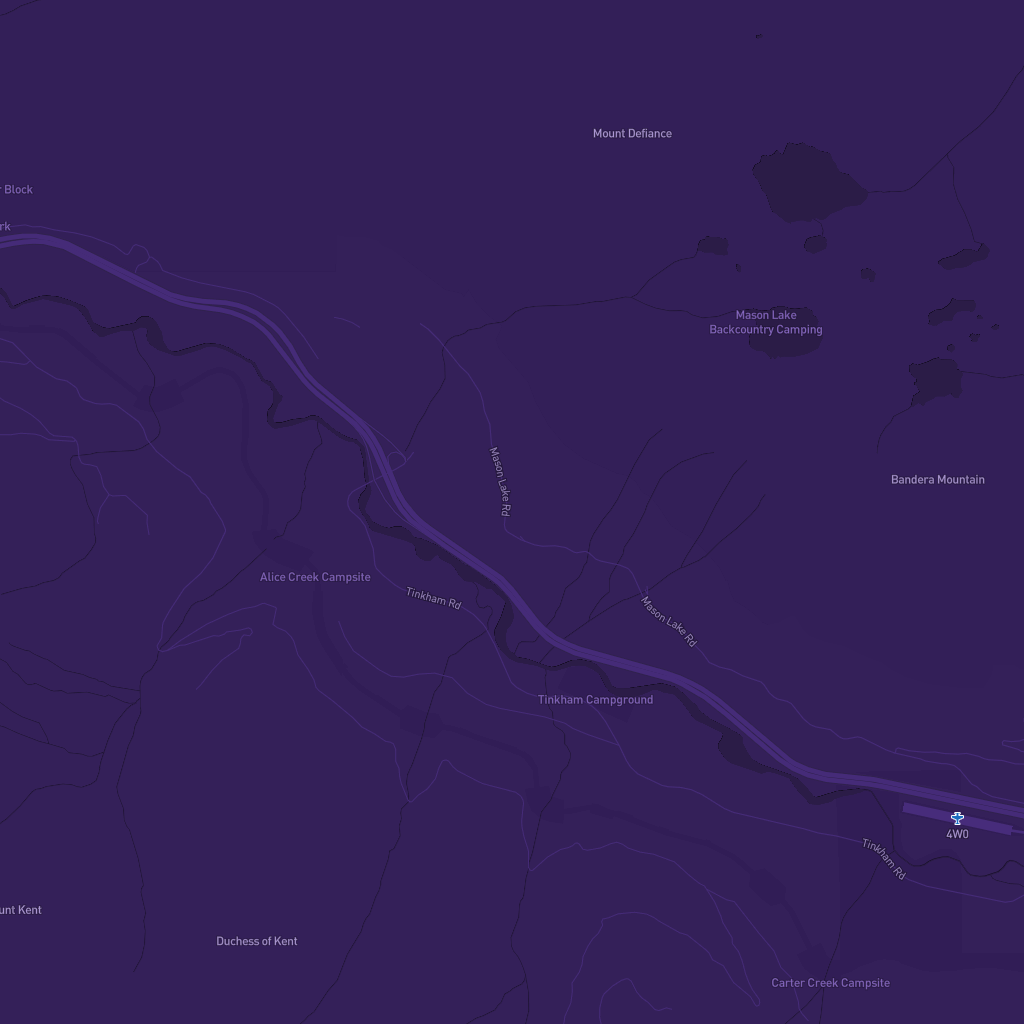 Mount Defiance
Block
Mason Lake
Backcountry Camping
Mason Lake Rd
Bandera Mountain
Alice Creek Campsite
Tinkham Rd
Mason Lake Rd
Tinkham Campground
4W0
Tinkham Rd
Duchess of Kent
Carter Creek Campsite